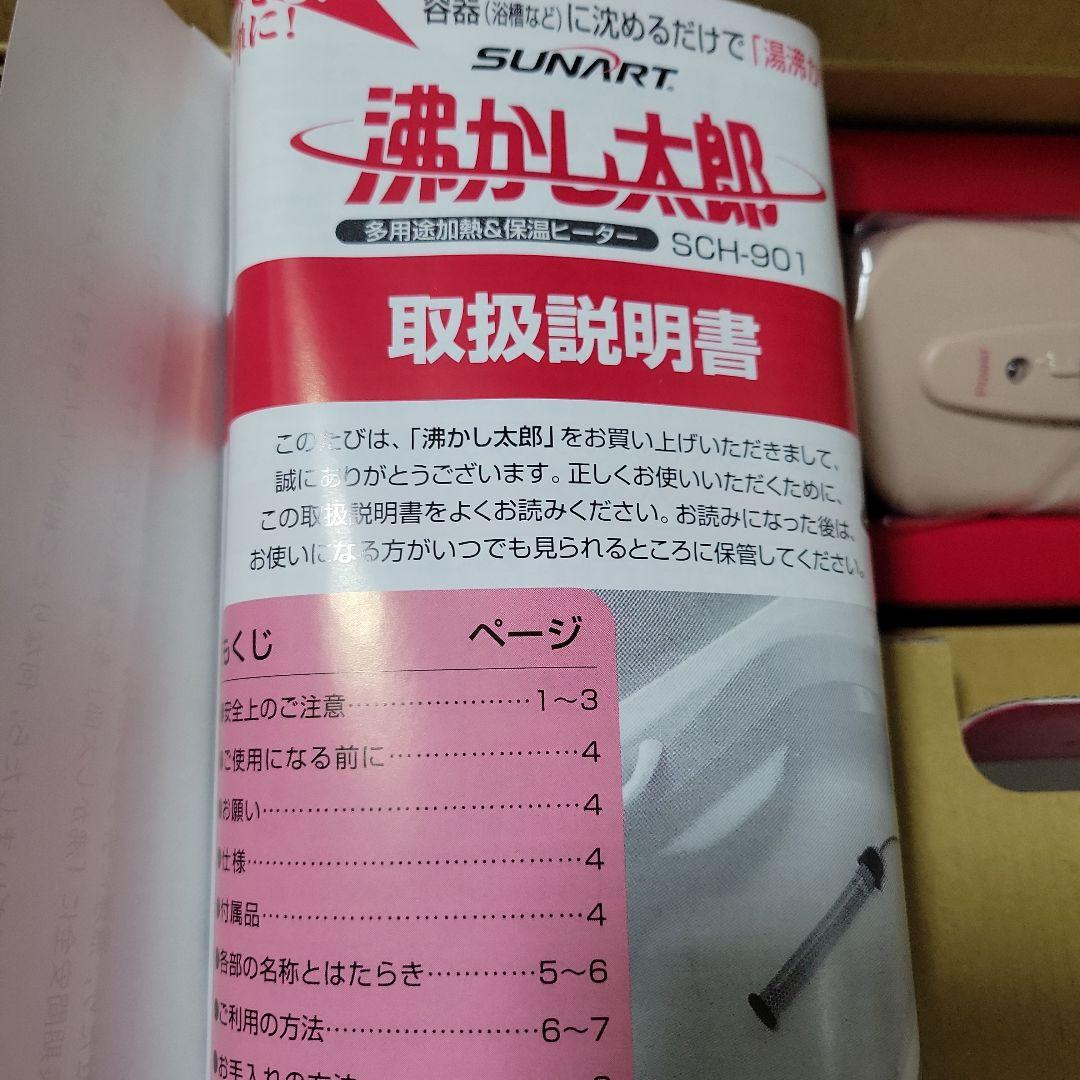 に!
容器(浴槽など)に沈めるだけで「湯沸か
SUNART
沸かし太郎
多用途加熱&保温ヒーター SCH-901
取扱説明書
このたびは、「沸かし太郎」をお買い上げいただきまして、
誠にありがとうございます。正しくお使いいただくために、
この取扱説明書をよくお読みください。お読みになった後は、
お使いになる方がいつでも見られるところに保管してください。
もくじ ページ
●安全上のご注意…………………1~3
●ご使用になる前に…………………4
●お願い…………………………………4
●仕様……………………………………4
●付属品…………………………………4
●各部の名称とはたらき…………5~6
●ご利用の方法……………………6~7
●お手入れの方法
Power